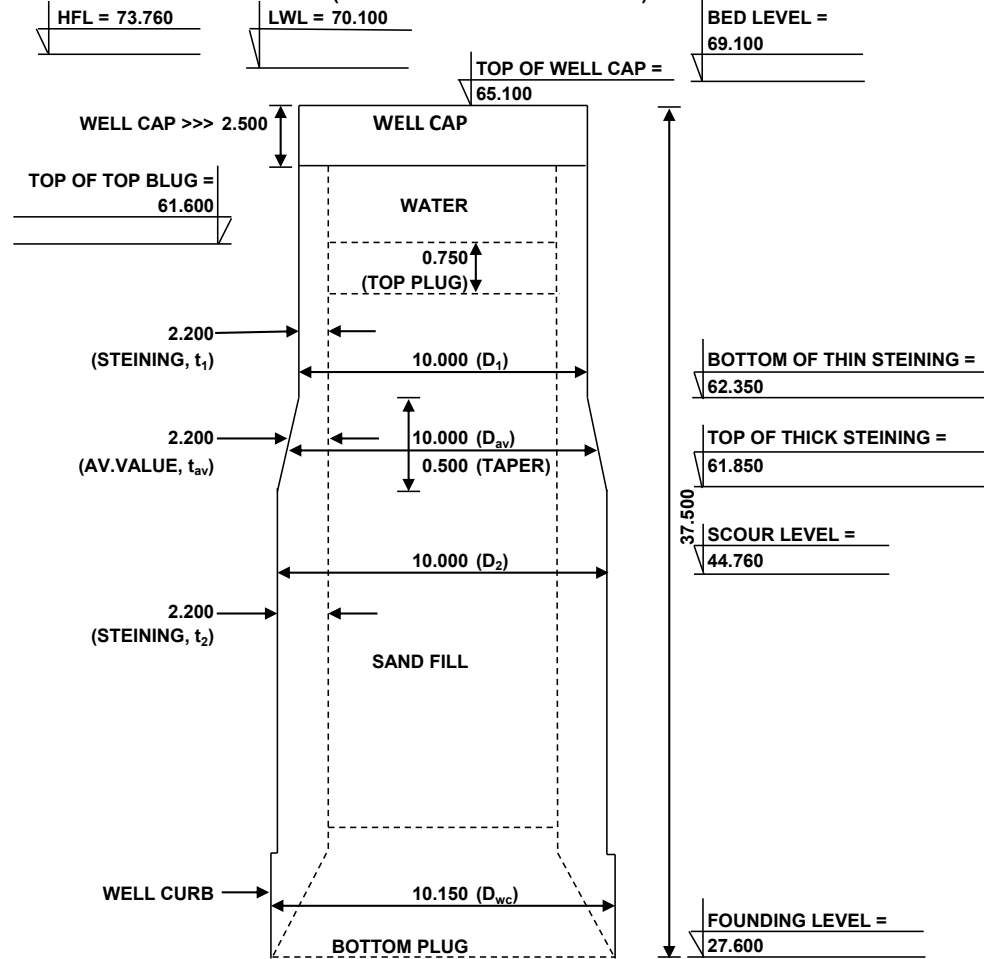 HFL = 73.760
LWL = 70.100
BED LEVEL =
69.100
TOP OF WELL CAP =
65.100
WELL CAP >>> 2.500
WELL CAP
TOP OF TOP BLUG =
61.600
WATER
0.750
(TOP PLUG)
2.200
(STEINING, t₁)
10.000 (D₁)
BOTTOM OF THIN STEINING =
62.350
2.200
(AV.VALUE, tₐᵥ)
10.000 (Dₐᵥ)
0.500 (TAPER)
TOP OF THICK STEINING =
61.850
37.500
SCOUR LEVEL =
44.760
10.000 (D₂)
2.200
(STEINING, t₂)
SAND FILL
WELL CURB
10.150 (D_wc)
BOTTOM PLUG
FOUNDING LEVEL =
27.600